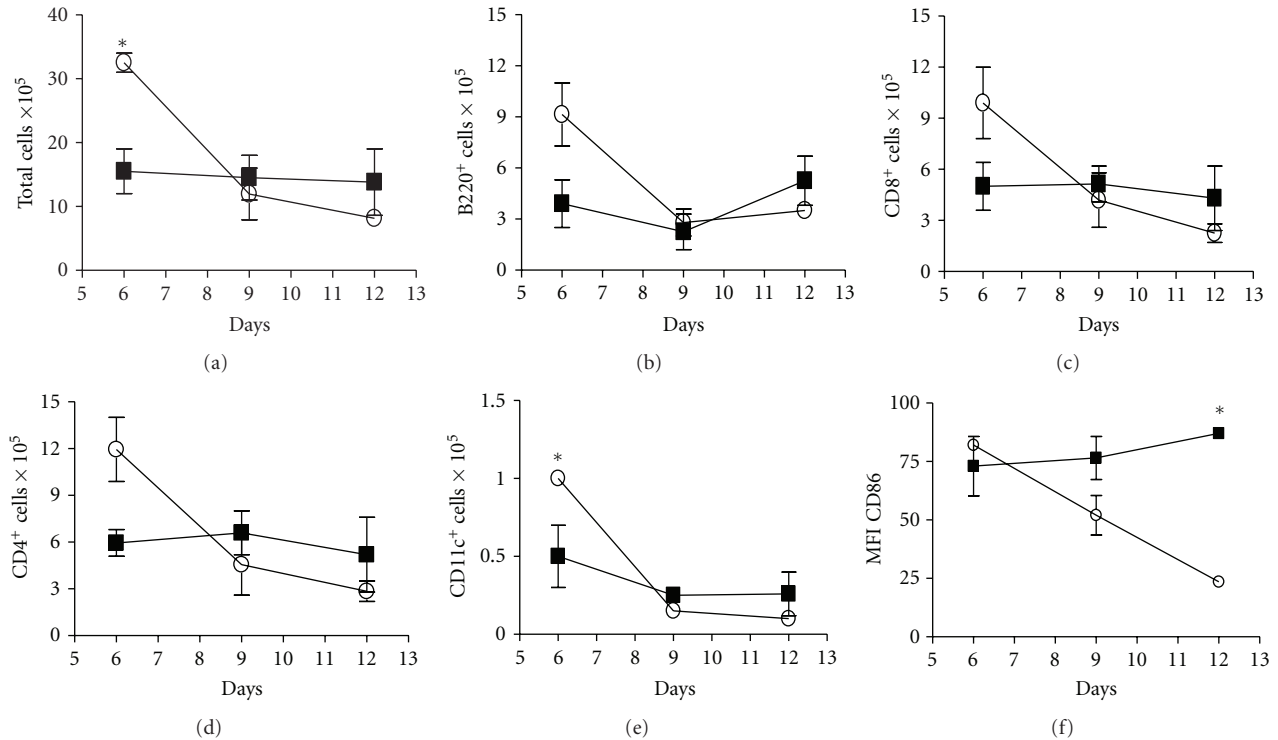 40
30
20
10
0
Total cells ×10⁵
*
5 6 7 8 9 10 11 12 13
Days
(a)
15
12
9
6
3
0
B220⁺ cells × 10⁵
5 6 7 8 9 10 11 12 13
Days
(b)
15
12
9
6
3
0
CD8⁺ cells × 10⁵
5 6 7 8 9 10 11 12 13
Days
(c)
15
12
9
6
3
0
CD4⁺ cells × 10⁵
5 6 7 8 9 10 11 12 13
Days
(d)
1.5
1
0.5
0
CD11c⁺ cells × 10⁵
*
5 6 7 8 9 10 11 12 13
Days
(e)
100
75
50
25
0
MFI CD86
*
5 6 7 8 9 10 11 12 13
Days
(f)